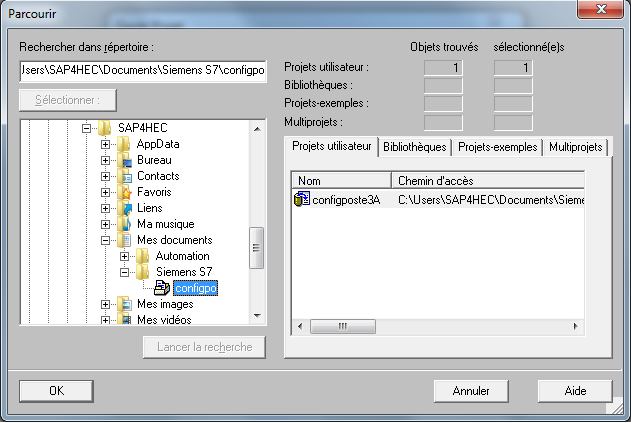 Parcourir
Rechercher dans répertoire :
Jsers\SAP4HEC\Documents\Siemens S7\configpo
Sélectionner :
SAP4HEC
AppData
Bureau
Contacts
Favoris
Liens
Ma musique
Mes documents
Automation
Siemens S7
configpo
Mes images
Mes vidéos
Lancer la recherche
Objets trouvés sélectionné(e)s
Projets utilisateur : 1 1
Bibliothèques :
Projets-exemples :
Multiprojets :
Projets utilisateur Bibliothèques Projets-exemples Multiprojets
Nom Chemin d'accès
configposte3A C:\Users\SAP4HEC\Documents\Sieme
OK Annuler Aide